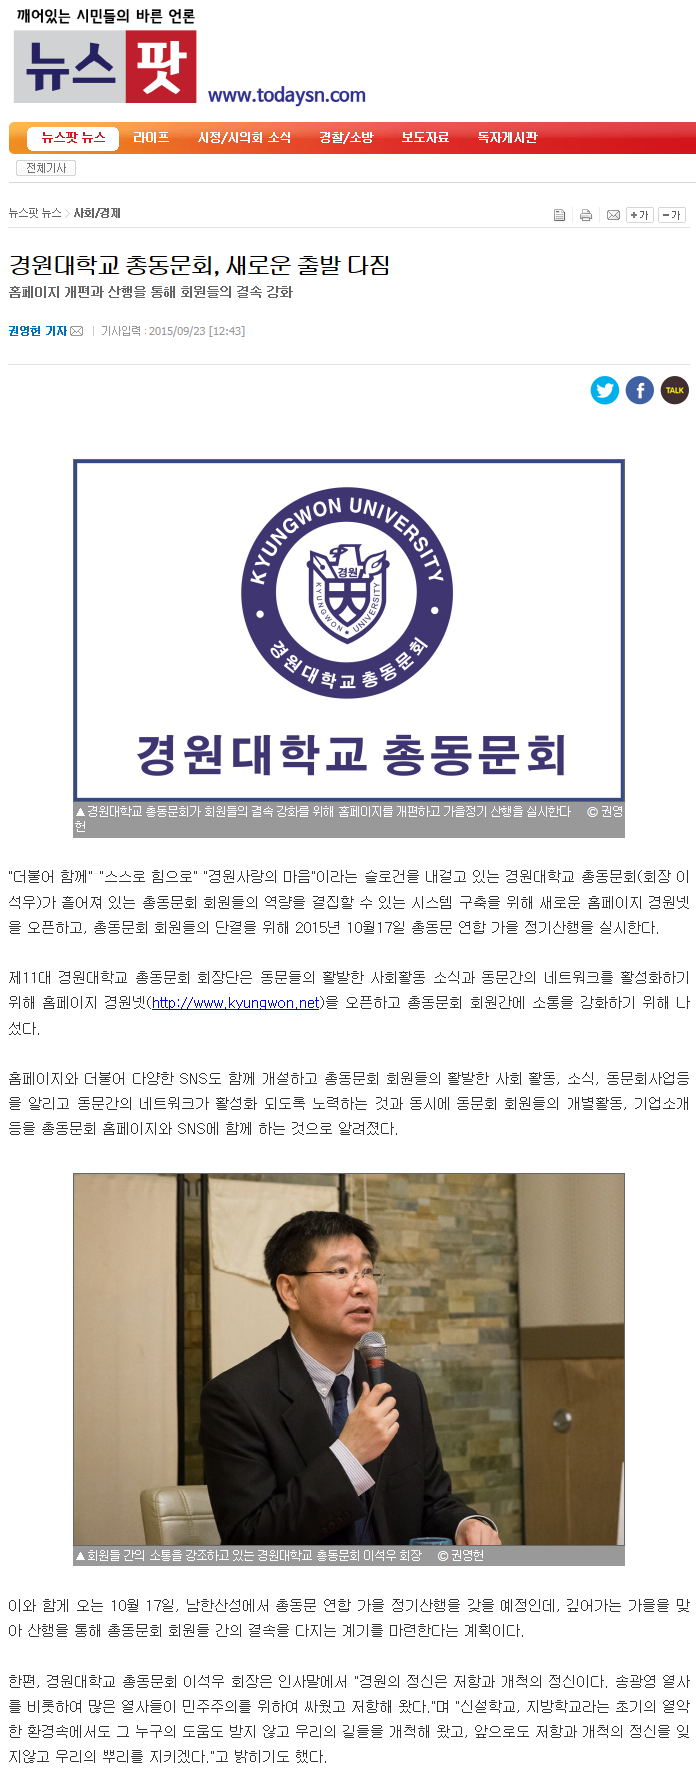 깨어있는 시민들의 바른 언론
뉴스팟
www.todaysn.com
뉴스팟 뉴스 라이프 시정/시의회 소식 경찰/소방 보도자료 독자게시판
전체기사
뉴스팟 뉴스 > 사회/경제
+가 -가
경원대학교 총동문회, 새로운 출발 다짐
홈페이지 개편과 산행을 통해 회원들의 결속 강화
권영헌 기자 | 기사입력 : 2015/09/23 [12:43]
TALK
KYUNGWON UNIVERSITY
경원
KYUNGWON UNIVERSITY
경원대학교 총동문회
경원대학교 총동문회
▲경원대학교 총동문회가 회원들의 결속 강화를 위해 홈페이지를 개편하고 가을정기 산행을 실시한다 © 권영
헌
"더불어 함께" "스스로 힘으로" "경원사랑의 마음"이라는 슬로건을 내걸고 있는 경원대학교 총동문회(회장 이
석우)가 흩어져 있는 총동문회 회원들의 역량을 결집할 수 있는 시스템 구축을 위해 새로운 홈페이지 경원넷
을 오픈하고, 총동문회 회원들의 단결을 위해 2015년 10월17일 총동문 연합 가을 정기산행을 실시한다.
제11대 경원대학교 총동문회 회장단은 동문들의 활발한 사회활동 소식과 동문간의 네트워크를 활성화하기
위해 홈페이지 경원넷(http://www.kyungwon.net)을 오픈하고 총동문회 회원간에 소통을 강화하기 위해 나
섰다.
홈페이지와 더불어 다양한 SNS도 함께 개설하고 총동문회 회원들의 활발한 사회 활동, 소식, 동문회사업등
을 알리고 동문간의 네트워크가 활성화 되도록 노력하는 것과 동시에 동문회 회원들의 개별활동, 기업소개
등을 총동문회 홈페이지와 SNS에 함께 하는 것으로 알려졌다.
▲회원들 간의 소통을 강조하고 있는 경원대학교 총동문회 이석우 회장 © 권영헌
이와 함게 오는 10월 17일, 남한산성에서 총동문 연합 가을 정기산행을 갖을 예정인데, 깊어가는 가을을 맞
아 산행을 통해 총동문회 회원들 간의 결속을 다지는 계기를 마련한다는 계획이다.
한편, 경원대학교 총동문회 이석우 회장은 인사말에서 "경원의 정신은 저항과 개척의 정신이다. 송광영 열사
를 비롯하여 많은 열사들이 민주주의를 위하여 싸웠고 저항해 왔다."며 "신설학교, 지방학교라는 초기의 열악
한 환경속에서도 그 누구의 도움도 받지 않고 우리의 길들을 개척해 왔고, 앞으로도 저항과 개척의 정신을 잊
지않고 우리의 뿌리를 지키겠다."고 밝히기도 했다.